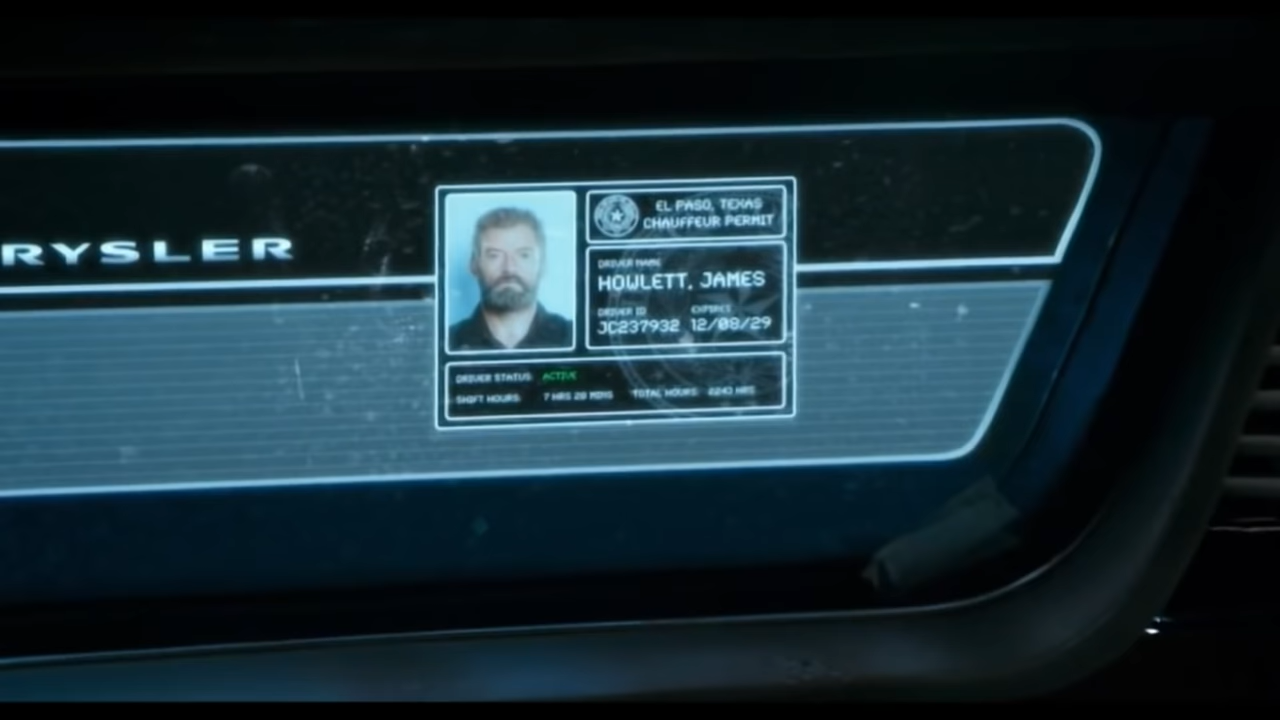 RYSLER
EL PASO, TEXAS
CHAUFFEUR PERMIT
DRIVER NAME
HOWLETT, JAMES
DRIVER ID EXPIRES
JC237932 12/08/29
DRIVER STATUS: ACTIVE
SHIFT HOURS: 7 HRS 28 MINS TOTAL HOURS: 2243 HRS